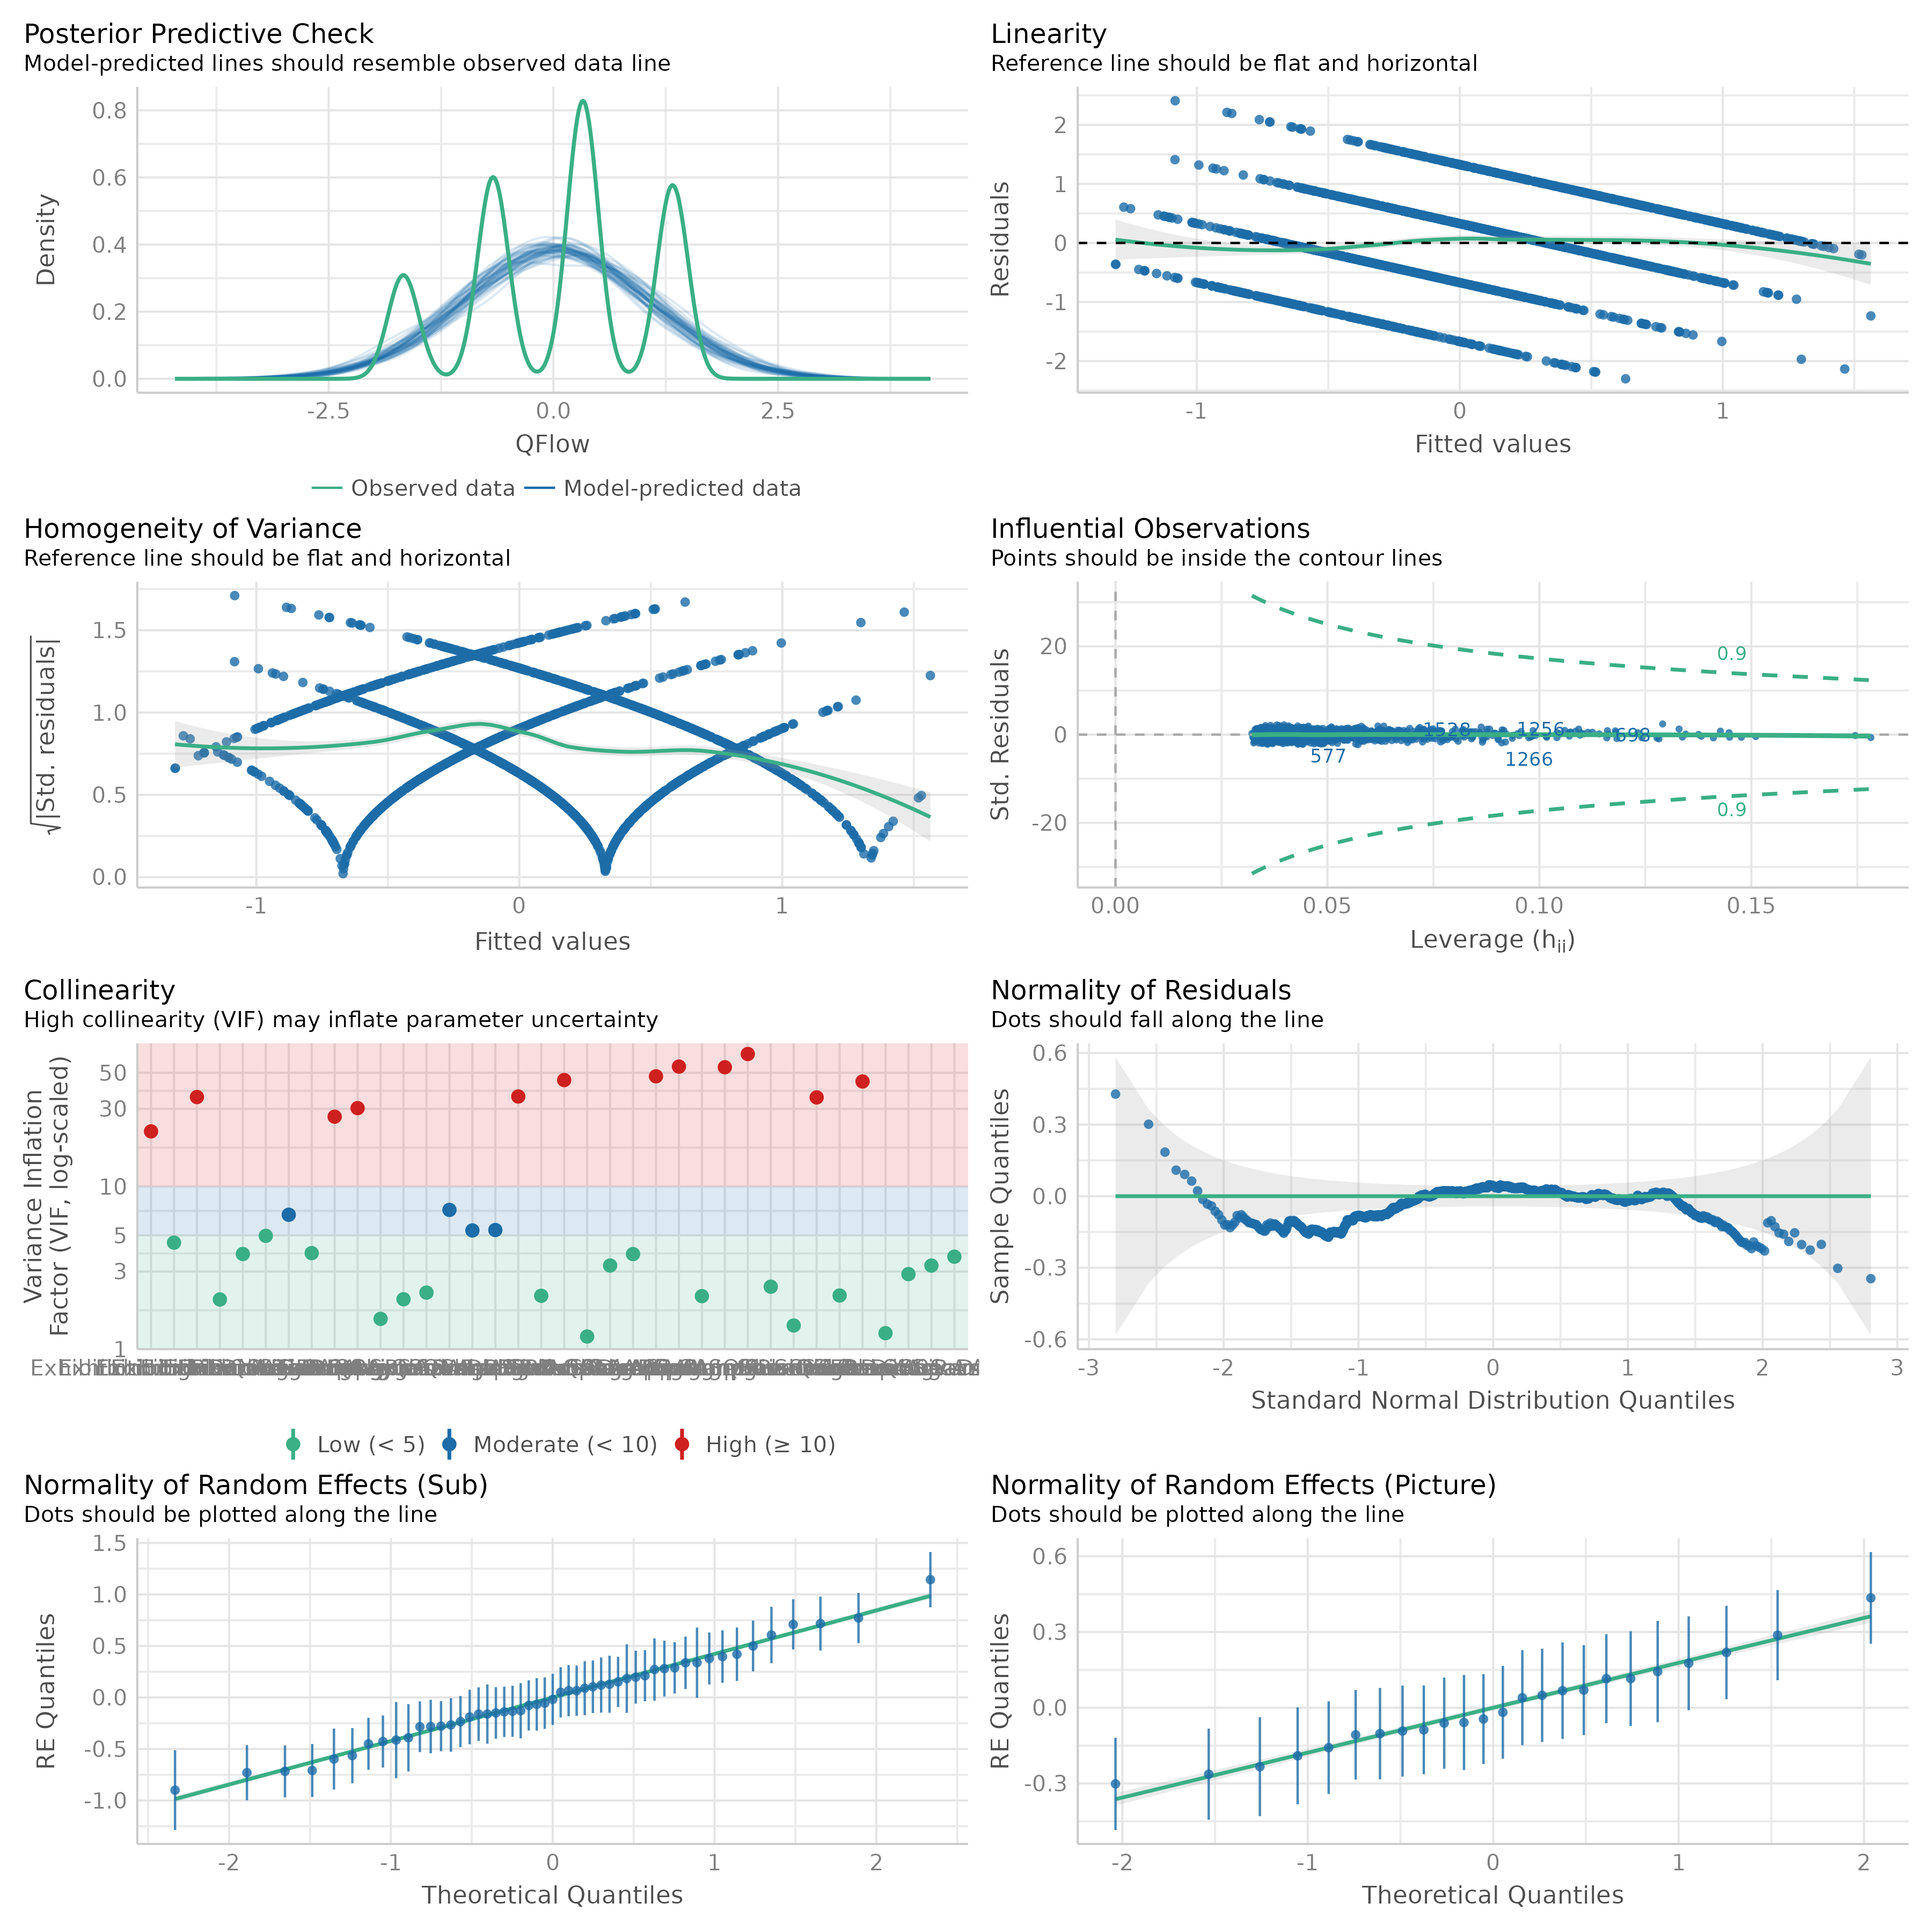 Posterior Predictive Check
Model-predicted lines should resemble observed data line
0.8
0.6
0.4
0.2
0.0
Density
-2.5
0.0
2.5
QFlow
Observed data
Model-predicted data
Linearity
Reference line should be flat and horizontal
2
1
0
-1
-2
Residuals
-1
0
1
Fitted values
Homogeneity of Variance
Reference line should be flat and horizontal
1.5
1.0
0.5
0.0
√|Std. residuals|
-1
0
1
Fitted values
Influential Observations
Points should be inside the contour lines
20
0
-20
Std. Residuals
0.9
1528
1256
698
577
1266
0.9
0.00
0.05
0.10
0.15
Leverage (hii)
Collinearity
High collinearity (VIF) may inflate parameter uncertainty
50
30
10
5
3
1
Variance Inflation
Factor (VIF, log-scaled)
Low (< 5)
Moderate (< 10)
High (≥ 10)
Normality of Residuals
Dots should fall along the line
0.6
0.3
0.0
-0.3
-0.6
Sample Quantiles
-3
-2
-1
0
1
2
3
Standard Normal Distribution Quantiles
Normality of Random Effects (Sub)
Dots should be plotted along the line
1.5
1.0
0.5
0.0
-0.5
-1.0
RE Quantiles
-2
-1
0
1
2
Theoretical Quantiles
Normality of Random Effects (Picture)
Dots should be plotted along the line
0.6
0.3
0.0
-0.3
RE Quantiles
-2
-1
0
1
2
Theoretical Quantiles